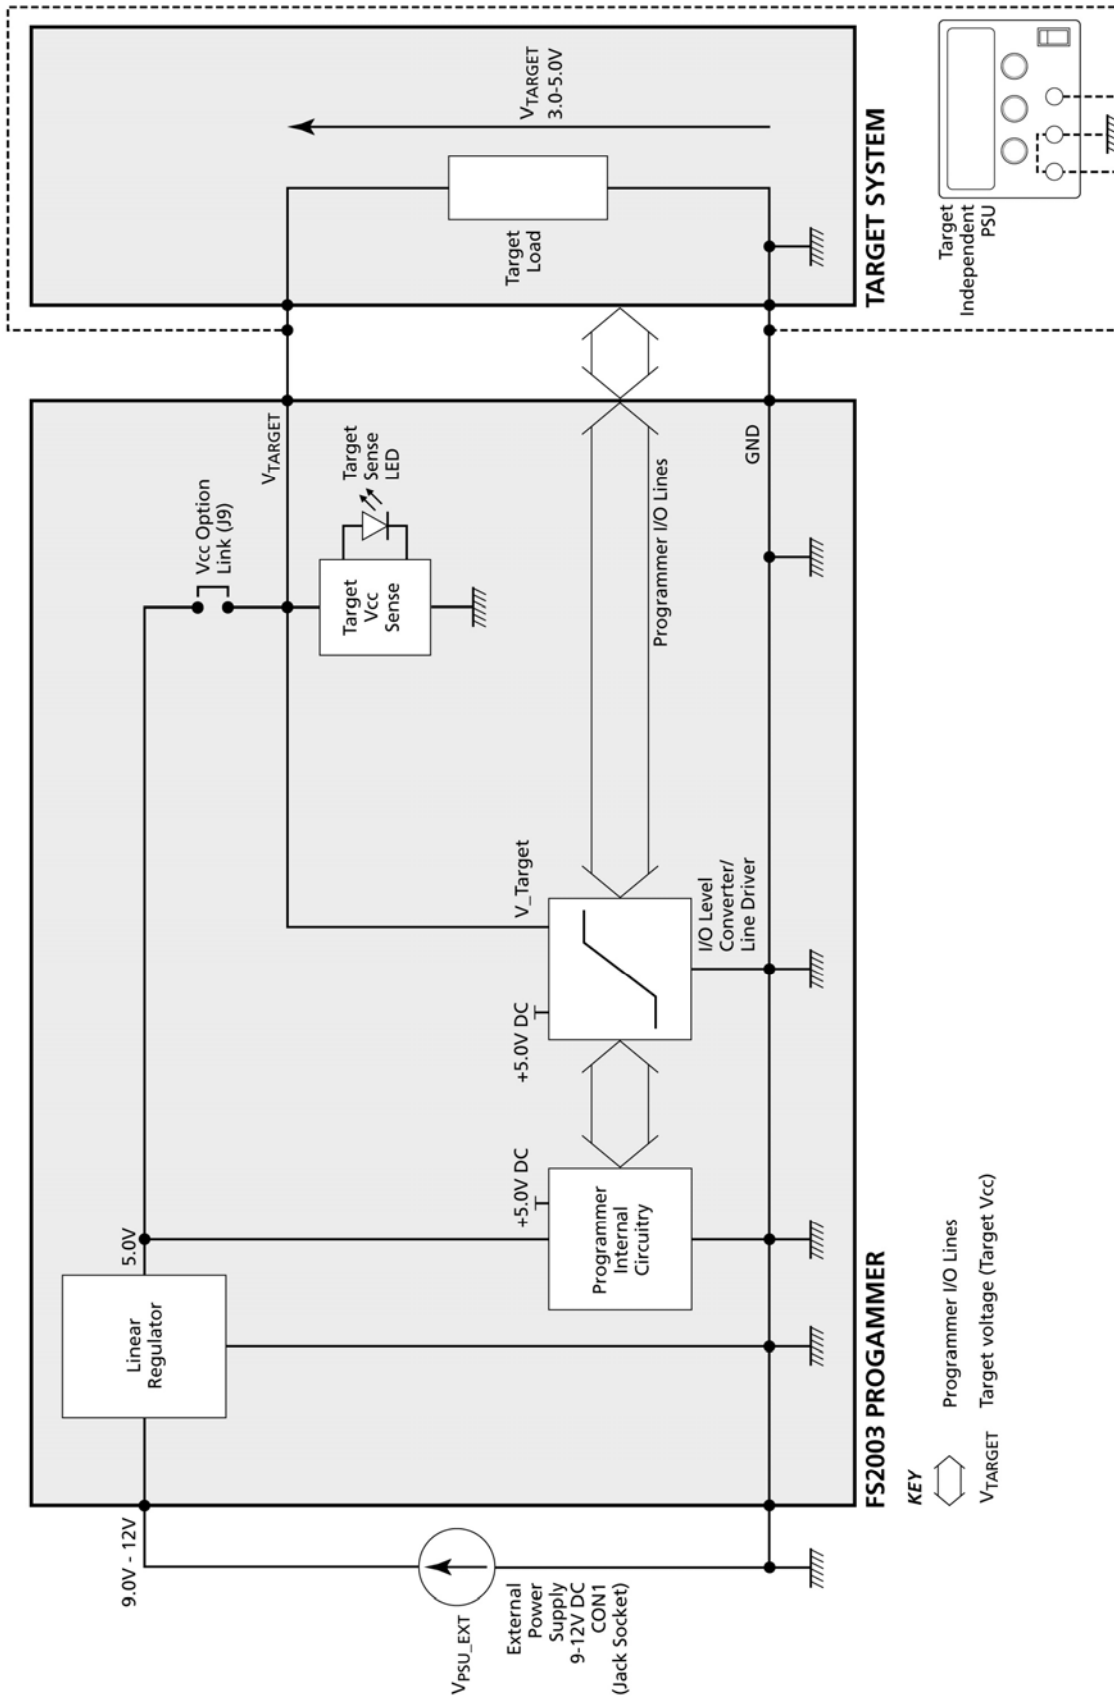 9.0V - 12V
VPSU_EXT
External
Power
Supply
9-12V DC
CON1
(Jack Socket)
Linear
Regulator
5.0V
Programmer
Internal
Circuitry
+5.0V DC
+5.0V DC
V_Target
I/O Level
Converter/
Line Driver
Vcc Option
Link (J9)
Target
Vcc
Sense
Target
Sense
LED
VTARGET
Programmer I/O Lines
GND
FS2003 PROGAMMER
Target
Load
VTARGET
3.0-5.0V
TARGET SYSTEM
Target
Independent
PSU
KEY
Programmer I/O Lines
VTARGET Target voltage (Target Vcc)